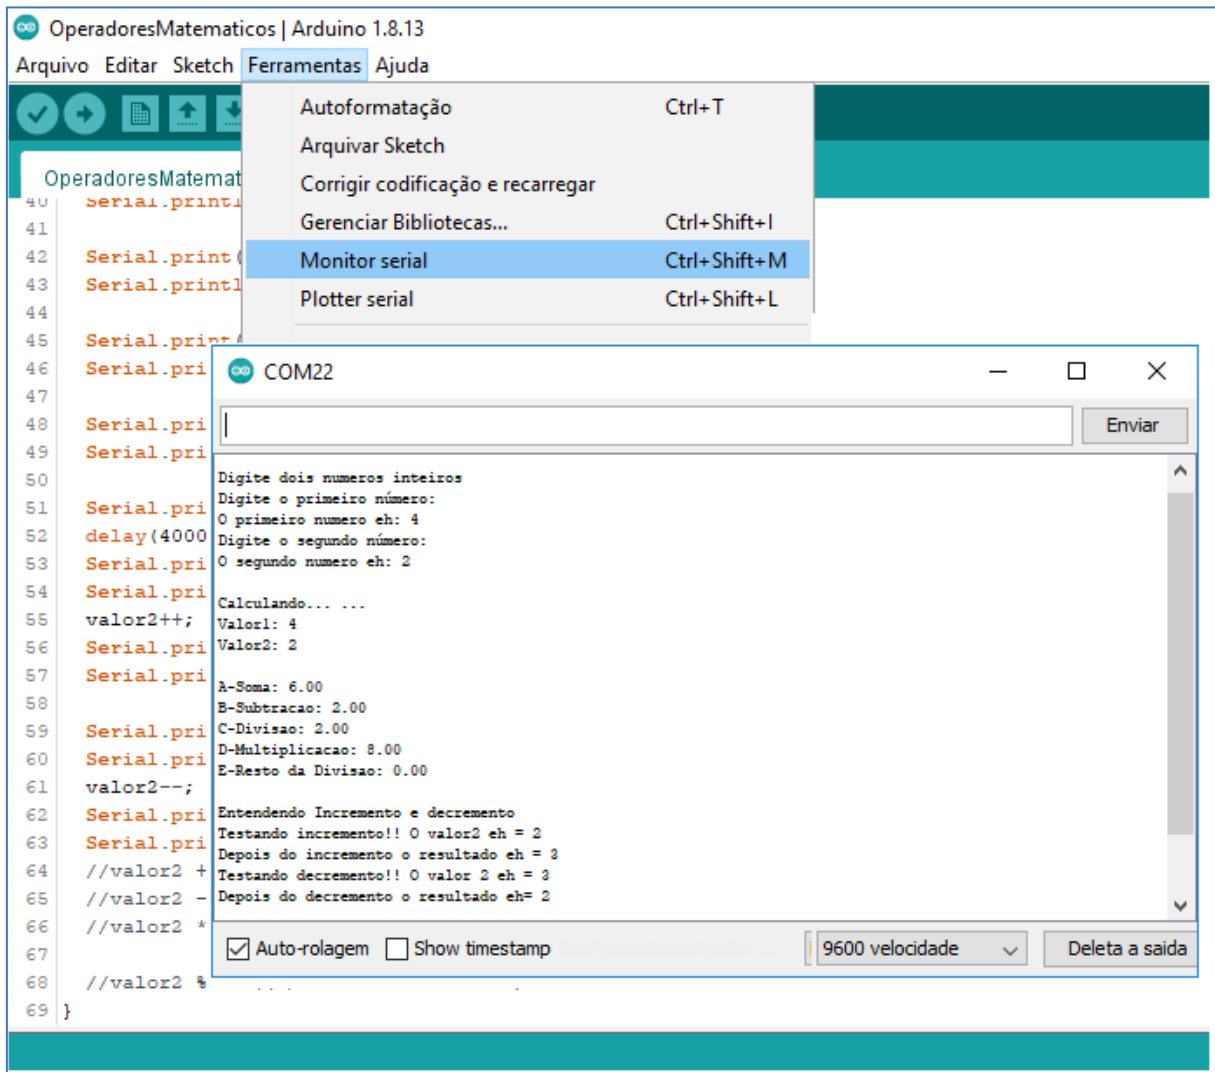 OperadoresMatematicos | Arduino 1.8.13
Arquivo Editar Sketch Ferramentas Ajuda
Autoformatação Ctrl+T
Arquivar Sketch
OperadoresMatemat Corrigir codificação e recarregar
40 Serial.printl
Gerenciar Bibliotecas... Ctrl+Shift+I
41
42 Serial.print( Monitor serial Ctrl+Shift+M
43 Serial.printl Plotter serial Ctrl+Shift+L
44
45 Serial.print(
46 Serial.pri COM22
47
48 Serial.pri Enviar
49 Serial.pri
50 Digite dois numeros inteiros
Digite o primeiro número:
51 Serial.pri O primeiro numero eh: 4
52 delay(4000 Digite o segundo número:
53 Serial.pri O segundo numero eh: 2
54 Serial.pri Calculando... ...
55 valor2++; Valor1: 4
56 Serial.pri Valor2: 2
57 Serial.pri A-Soma: 6.00
58 B-Subtracao: 2.00
59 Serial.pri C-Divisao: 2.00
60 Serial.pri D-Multiplicacao: 8.00
E-Resto da Divisao: 0.00
61 valor2--;
62 Serial.pri Entendendo Incremento e decremento
Testando incremento!! O valor2 eh = 2
63 Serial.pri Depois do incremento o resultado eh = 3
64 //valor2 + Testando decremento!! O valor 2 eh = 3
65 //valor2 - Depois do decremento o resultado eh= 2
66 //valor2 *
67 Auto-rolagem Show timestamp 9600 velocidade Deleta a saida
68 //valor2 %
69 }